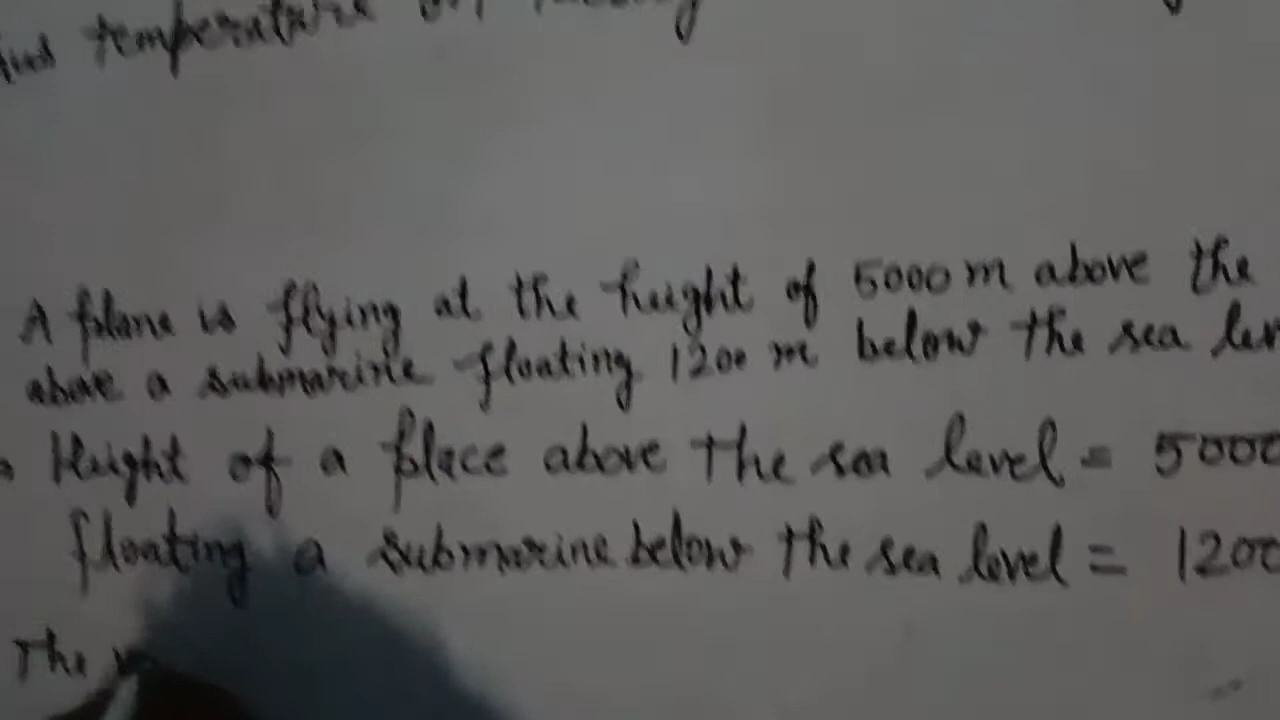 temperature
A plane is flying at the height of 5000 m above the
above a submarine floating 1200 m below the sea lev
Height of a place above the sea level = 5000
floating a submarine below the sea level = 1200
The